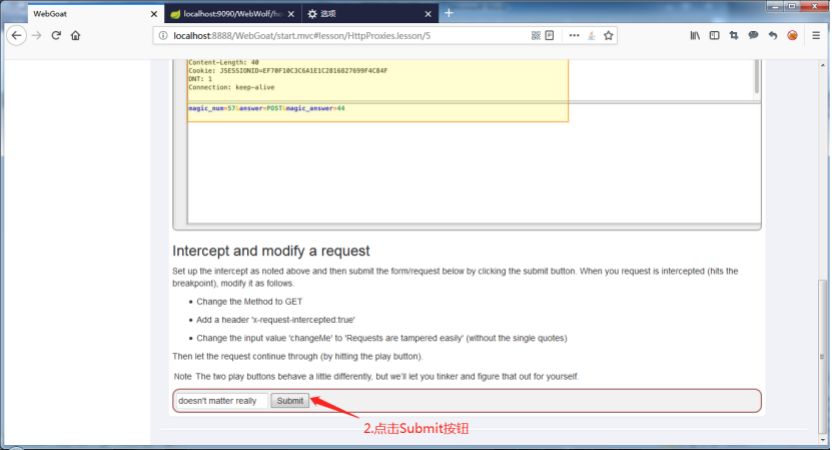 WebGoat
localhost:9090/WebWolf/ho
选项
localhost:8888/WebGoat/start.mvc#lesson/HttpProxies.lesson/5
Content-Length: 40
Cookie: JSESSIONID=EF70F10C3C6A1E1C2816827699F4C84F
DNT: 1
Connection: keep-alive
magic_num=57&answer=POST&magic_answer=44
Intercept and modify a request
Set up the intercept as noted above and then submit the form/request below by clicking the submit button. When you request is intercepted (hits the
breakpoint), modify it as follows.
• Change the Method to GET
• Add a header 'x-request-intercepted:true'
• Change the input value 'changeMe' to 'Requests are tampered easily' (without the single quotes)
Then let the request continue through (by hitting the play button).
Note The two play buttons behave a little differently, but we'll let you tinker and figure that out for yourself.
doesn't matter really Submit
2.点击Submit按钮